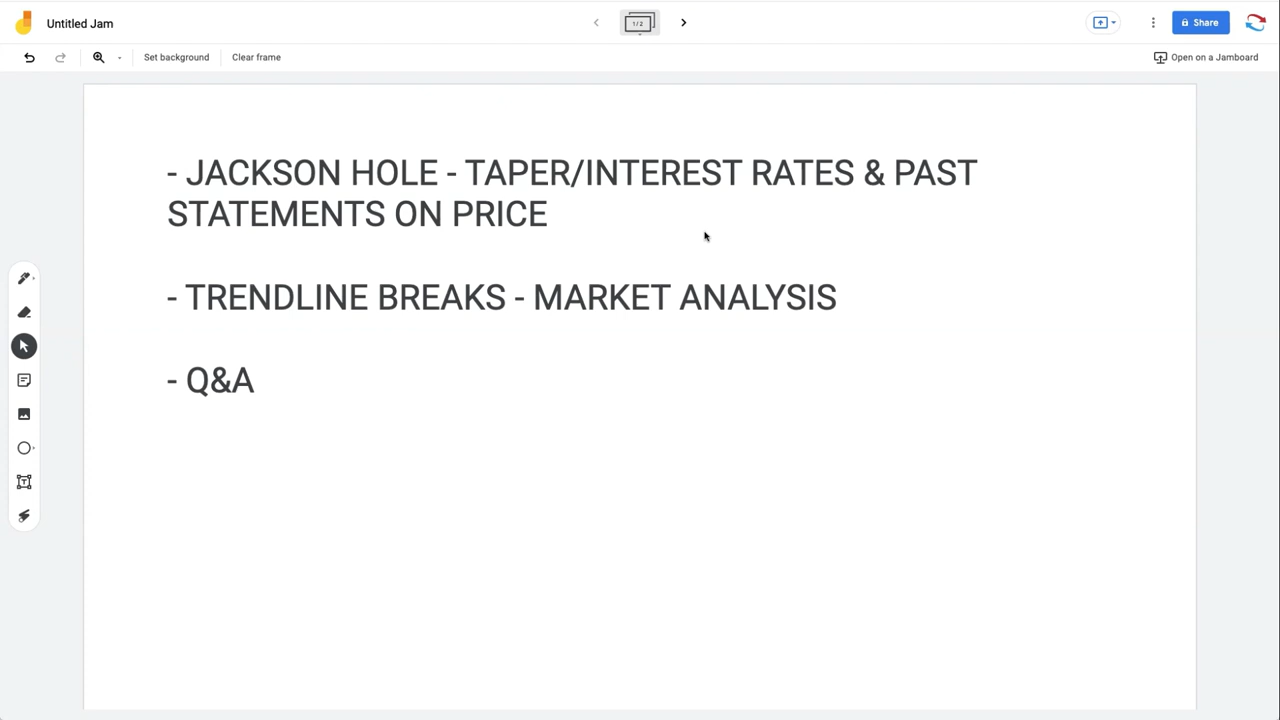 Untitled Jam
1/2
Share
Set background
Clear frame
Open on a Jamboard
- JACKSON HOLE - TAPER/INTEREST RATES & PAST
STATEMENTS ON PRICE
- TRENDLINE BREAKS - MARKET ANALYSIS
- Q&A